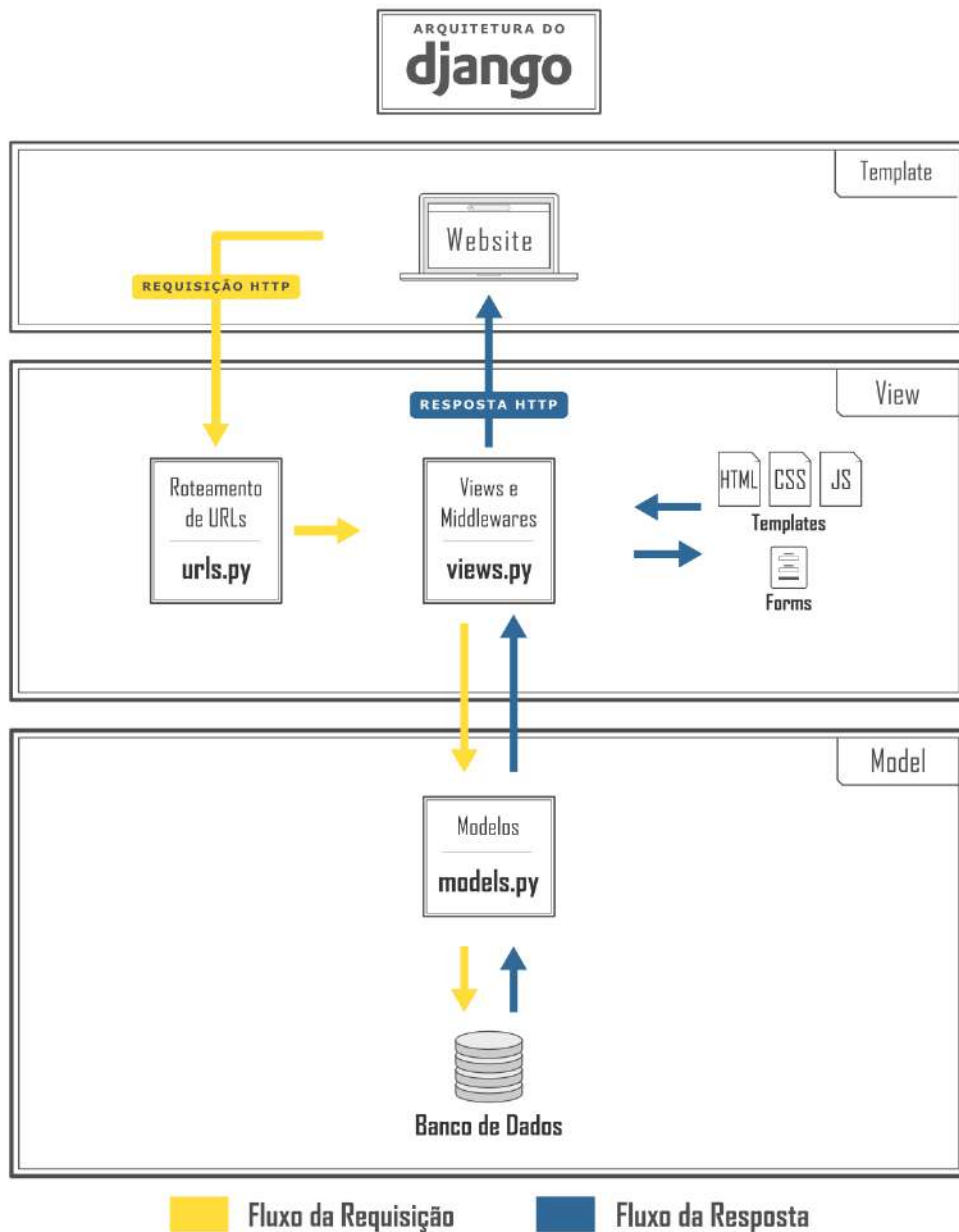 ARQUITETURA DO
django
Template
Website
REQUISIÇÃO HTTP
View
RESPOSTA HTTP
Roteamento
de URLs
urls.py
Views e
Middlewares
views.py
HTML
CSS
JS
Templates
Forms
Model
Modelos
models.py
Banco de Dados
Fluxo da Requisição
Fluxo da Resposta